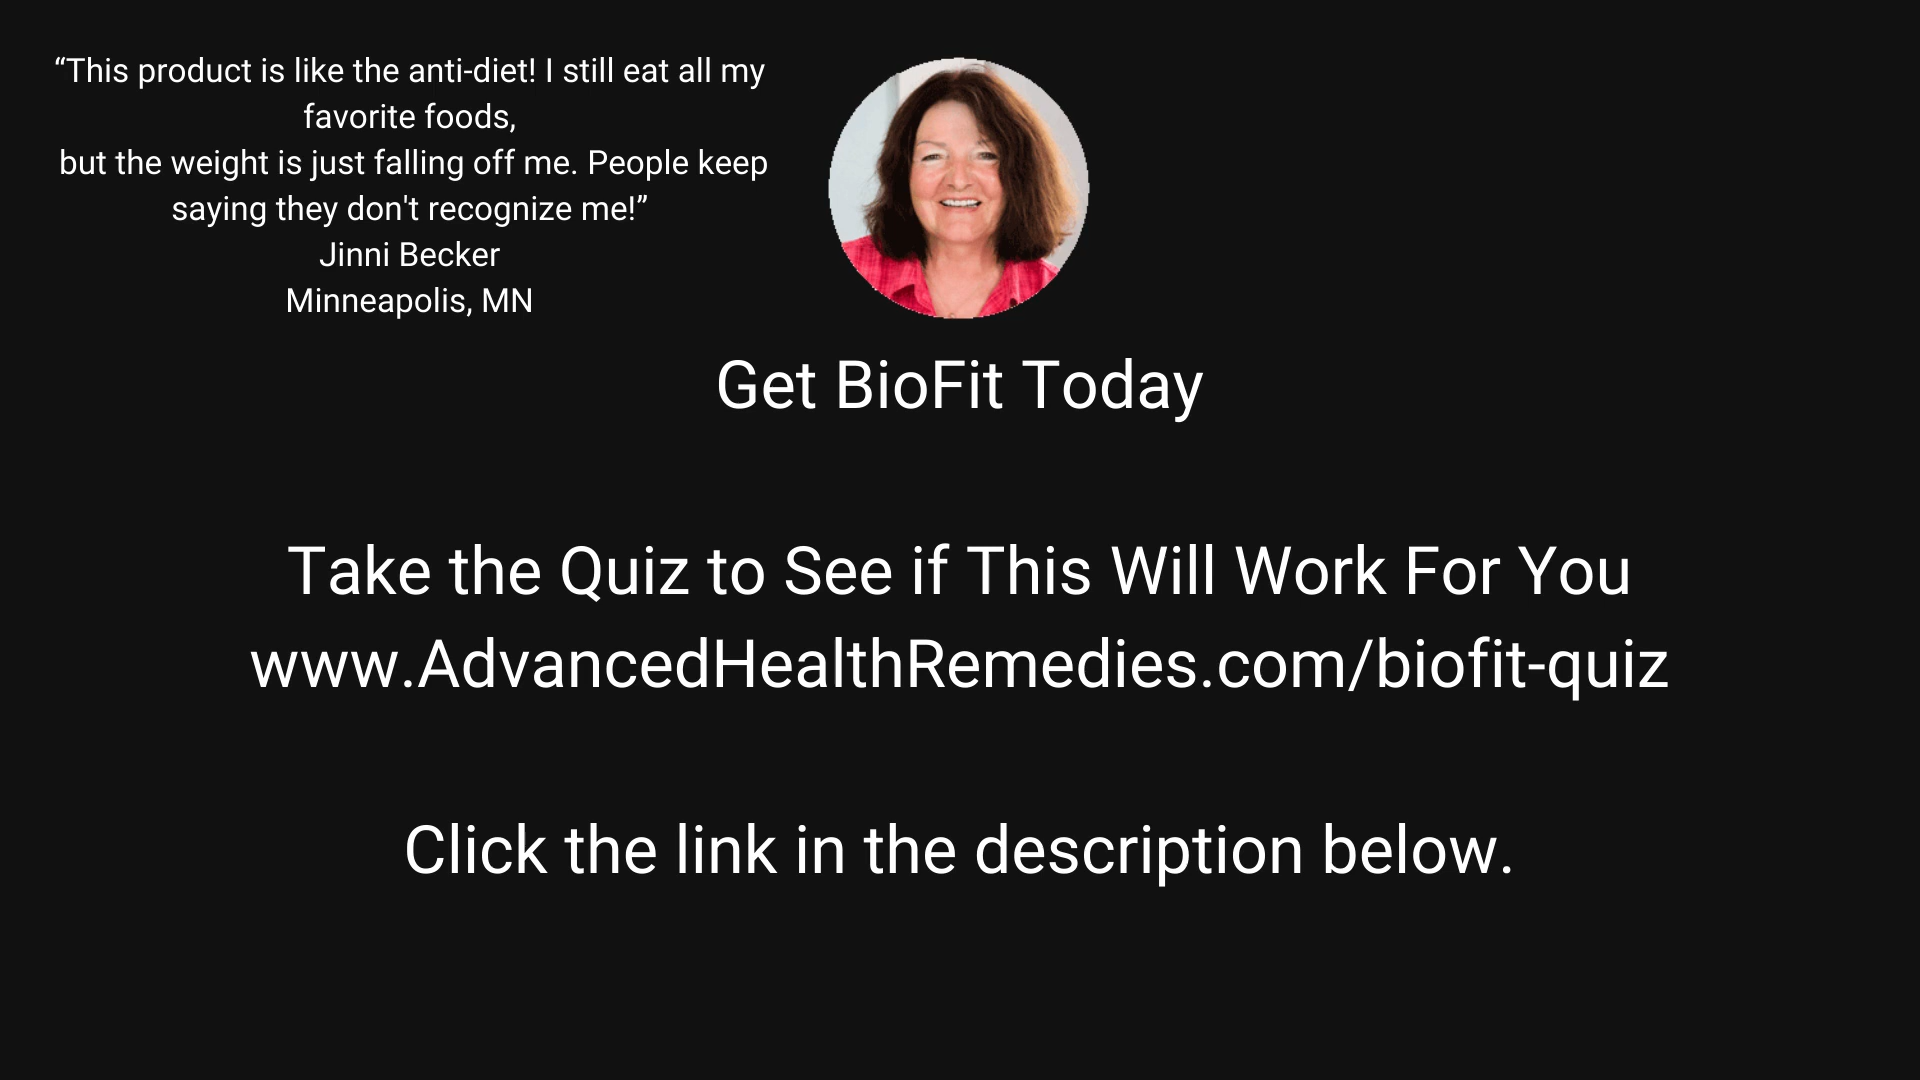 “This product is like the anti-diet! I still eat all my
favorite foods,
but the weight is just falling off me. People keep
saying they don't recognize me!”
Jinni Becker
Minneapolis, MN
Get BioFit Today
Take the Quiz to See if This Will Work For You
www.AdvancedHealthRemedies.com/biofit-quiz
Click the link in the description below.